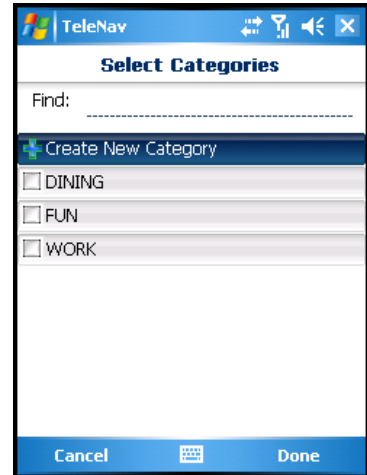 TeleNav
Select Categories
Find:
Create New Category
DINING
FUN
WORK
Cancel Done